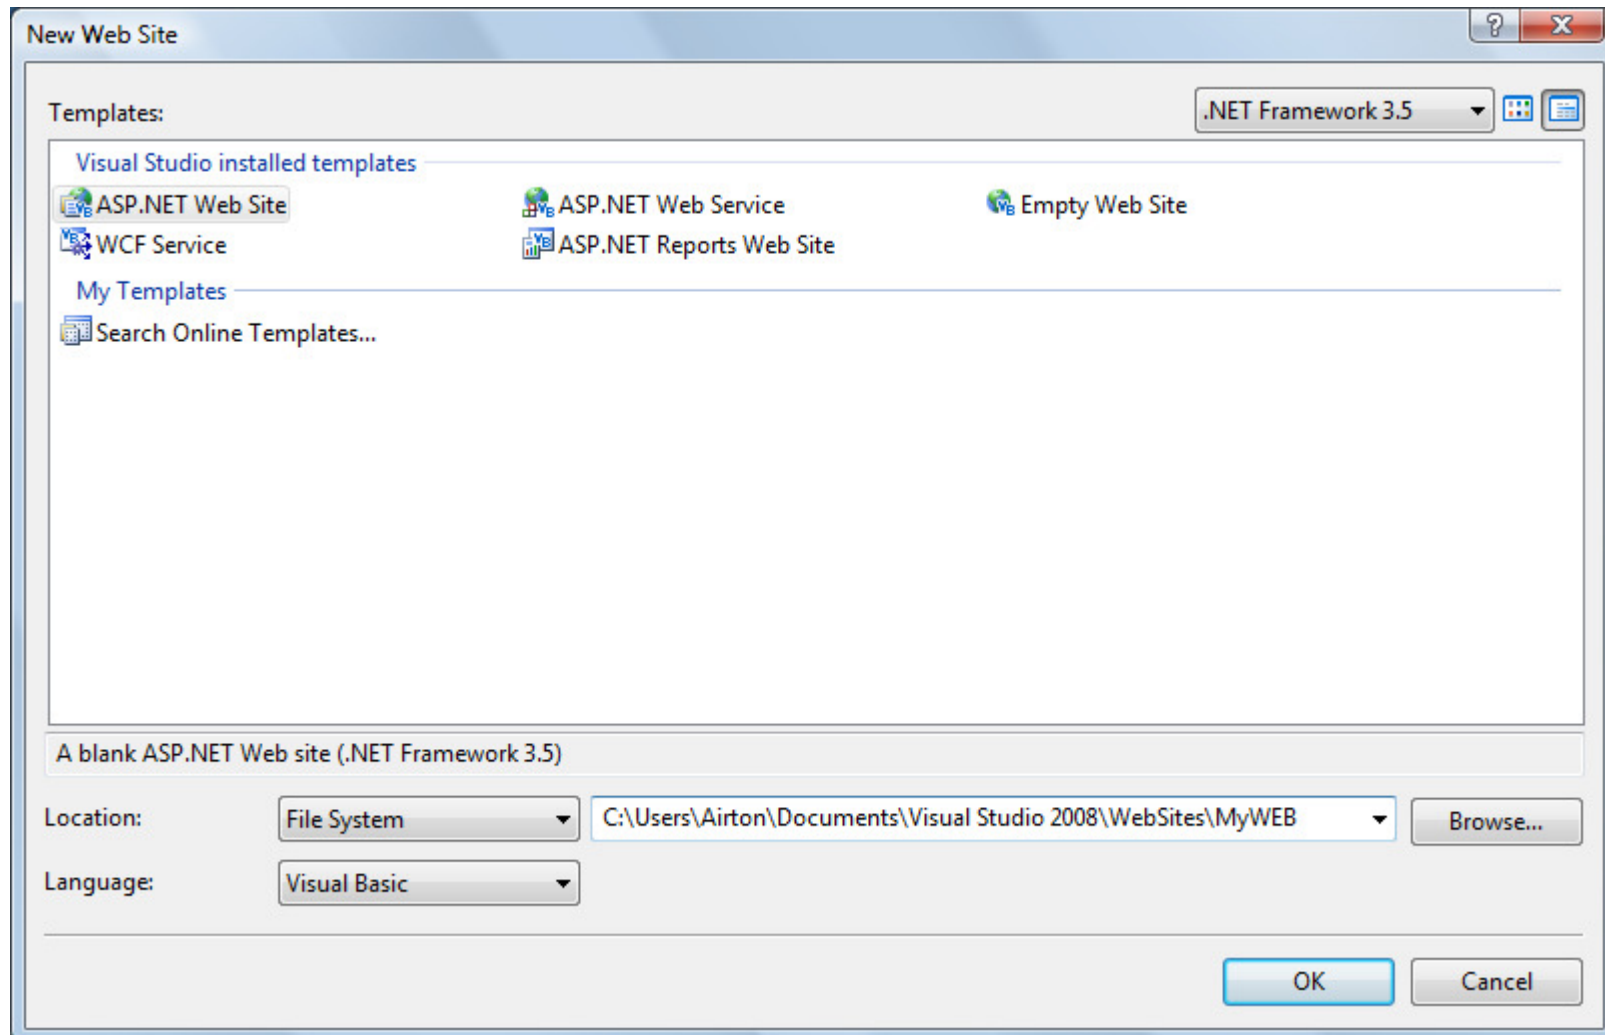 New Web Site
Templates:
.NET Framework 3.5
Visual Studio installed templates
ASP.NET Web Site
ASP.NET Web Service
Empty Web Site
WCF Service
ASP.NET Reports Web Site
My Templates
Search Online Templates...
A blank ASP.NET Web site (.NET Framework 3.5)
Location:
File System
C:\Users\Airton\Documents\Visual Studio 2008\WebSites\MyWEB
Browse...
Language:
Visual Basic
OK
Cancel